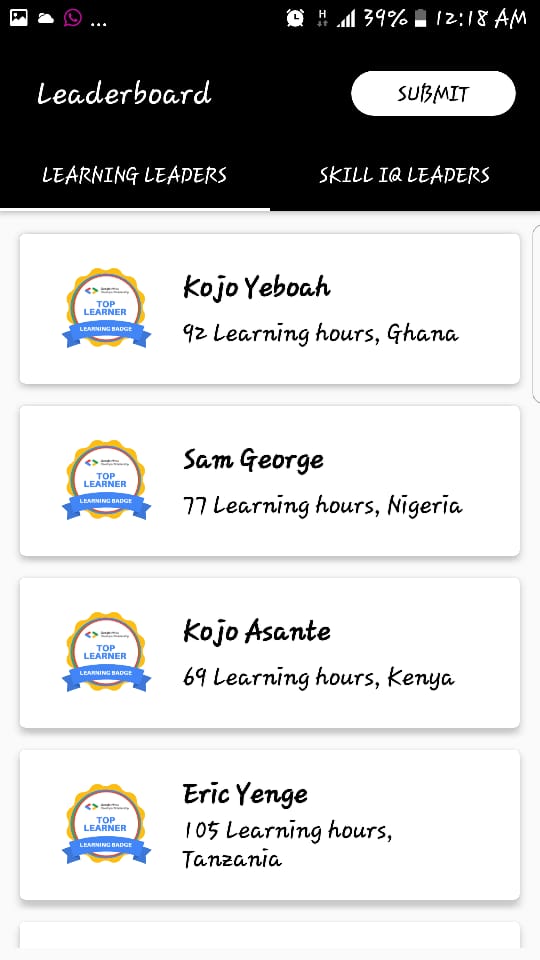 ... H 39% 12:18 AM
Leaderboard
SUBMIT
LEARNING LEADERS
SKILL IQ LEADERS
TOP
LEARNER
LEARNING BADGE
Kojo Yeboah
92 Learning hours, Ghana
TOP
LEARNER
LEARNING BADGE
Sam George
77 Learning hours, Nigeria
TOP
LEARNER
LEARNING BADGE
Kojo Asante
69 Learning hours, Kenya
TOP
LEARNER
LEARNING BADGE
Eric Yenge
105 Learning hours,
Tanzania